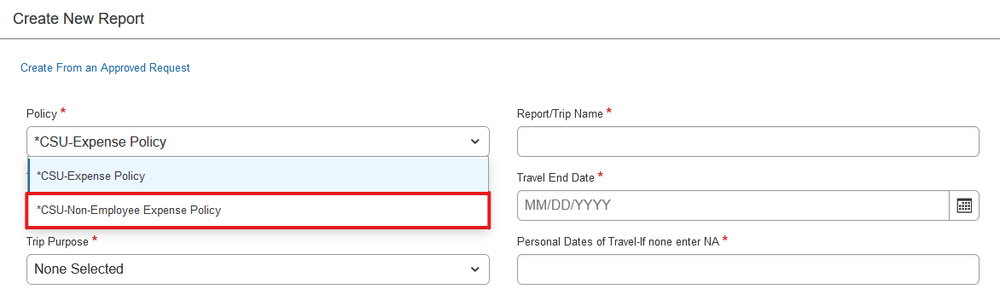 Create New Report
Create From an Approved Request
Policy *
Report/Trip Name *
*CSU-Expense Policy
*CSU-Expense Policy
Travel End Date *
*CSU-Non-Employee Expense Policy
MM/DD/YYYY
Trip Purpose *
Personal Dates of Travel-If none enter NA *
None Selected